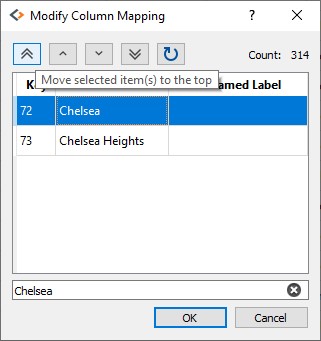 Modify Column Mapping
Count: 314
Move selected item(s) to the top
Key
amed Label
72 Chelsea
73 Chelsea Heights
Chelsea
OK Cancel